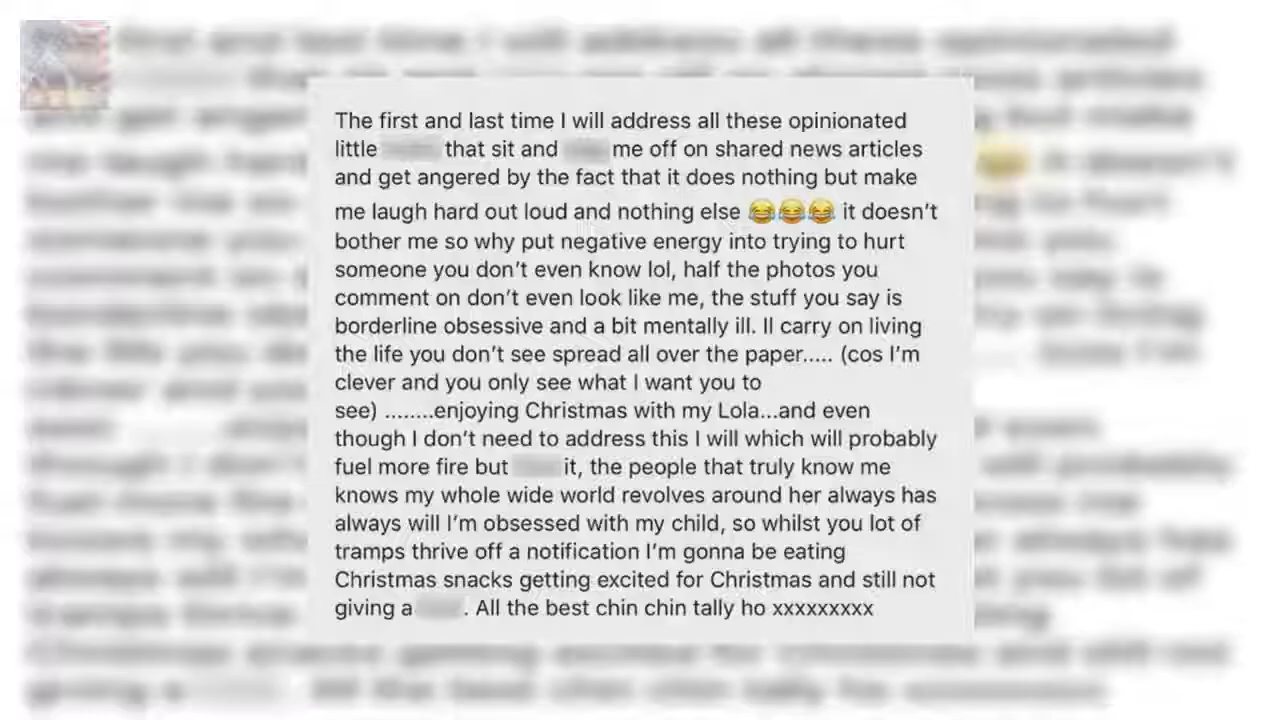 The first and last time I will address all these opinionated
little that sit and me off on shared news articles
and get angered by the fact that it does nothing but make
me laugh hard out loud and nothing else 😂😂😂 it doesn’t
bother me so why put negative energy into trying to hurt
someone you don’t even know lol, half the photos you
comment on don’t even look like me, the stuff you say is
borderline obsessive and a bit mentally ill. Il carry on living
the life you don’t see spread all over the paper..... (cos I’m
clever and you only see what I want you to
see) ........enjoying Christmas with my Lola...and even
though I don’t need to address this I will which will probably
fuel more fire but it, the people that truly know me
knows my whole wide world revolves around her always has
always will I’m obsessed with my child, so whilst you lot of
tramps thrive off a notification I’m gonna be eating
Christmas snacks getting excited for Christmas and still not
giving a . All the best chin chin tally ho xxxxxxxxx